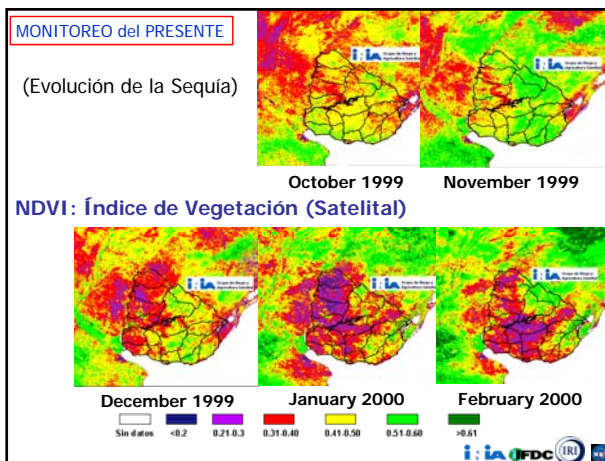 MONITOREO del PRESENTE
(Evolución de la Sequía)
October 1999
November 1999
NDVI: Índice de Vegetación (Satelital)
December 1999
January 2000
February 2000
Sin datos
<0.2
0.21-0.3
0.31-0.40
0.41-0.50
0.51-0.60
>0.61
IFDC
IRI